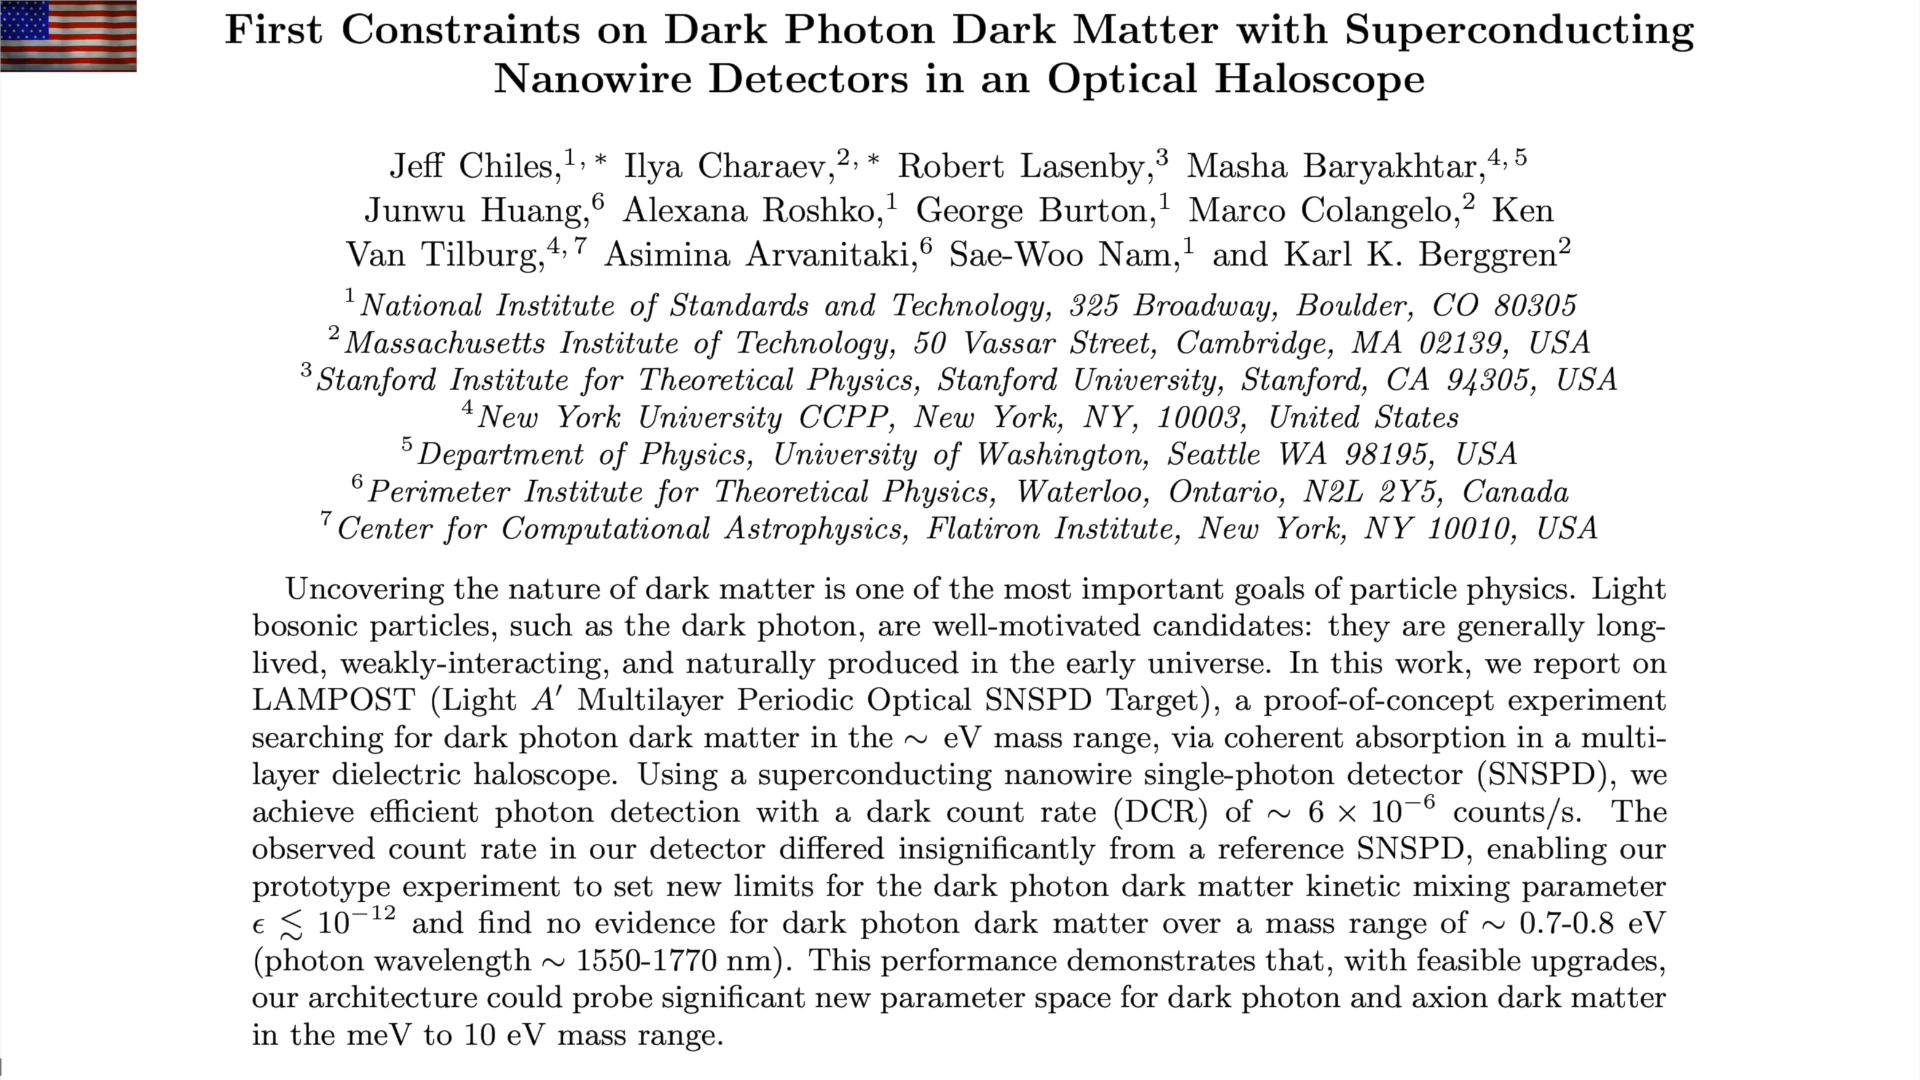 First Constraints on Dark Photon Dark Matter with Superconducting
Nanowire Detectors in an Optical Haloscope
Jeff Chiles,1, * Ilya Charaev,2, * Robert Lasenby,3 Masha Baryakhtar,4, 5
Junwu Huang,6 Alexana Roshko,1 George Burton,1 Marco Colangelo,2 Ken
Van Tilburg,4, 7 Asimina Arvanitaki,6 Sae-Woo Nam,1 and Karl K. Berggren2
1National Institute of Standards and Technology, 325 Broadway, Boulder, CO 80305
2Massachusetts Institute of Technology, 50 Vassar Street, Cambridge, MA 02139, USA
3Stanford Institute for Theoretical Physics, Stanford University, Stanford, CA 94305, USA
4New York University CCPP, New York, NY, 10003, United States
5Department of Physics, University of Washington, Seattle WA 98195, USA
6Perimeter Institute for Theoretical Physics, Waterloo, Ontario, N2L 2Y5, Canada
7Center for Computational Astrophysics, Flatiron Institute, New York, NY 10010, USA
Uncovering the nature of dark matter is one of the most important goals of particle physics. Light
bosonic particles, such as the dark photon, are well-motivated candidates: they are generally long-
lived, weakly-interacting, and naturally produced in the early universe. In this work, we report on
LAMPOST (Light A′ Multilayer Periodic Optical SNSPD Target), a proof-of-concept experiment
searching for dark photon dark matter in the ∼ eV mass range, via coherent absorption in a multi-
layer dielectric haloscope. Using a superconducting nanowire single-photon detector (SNSPD), we
achieve efficient photon detection with a dark count rate (DCR) of ∼ 6 × 10−6 counts/s. The
observed count rate in our detector differed insignificantly from a reference SNSPD, enabling our
prototype experiment to set new limits for the dark photon dark matter kinetic mixing parameter
ϵ ≲ 10−12 and find no evidence for dark photon dark matter over a mass range of ∼ 0.7-0.8 eV
(photon wavelength ∼ 1550-1770 nm). This performance demonstrates that, with feasible upgrades,
our architecture could probe significant new parameter space for dark photon and axion dark matter
in the meV to 10 eV mass range.